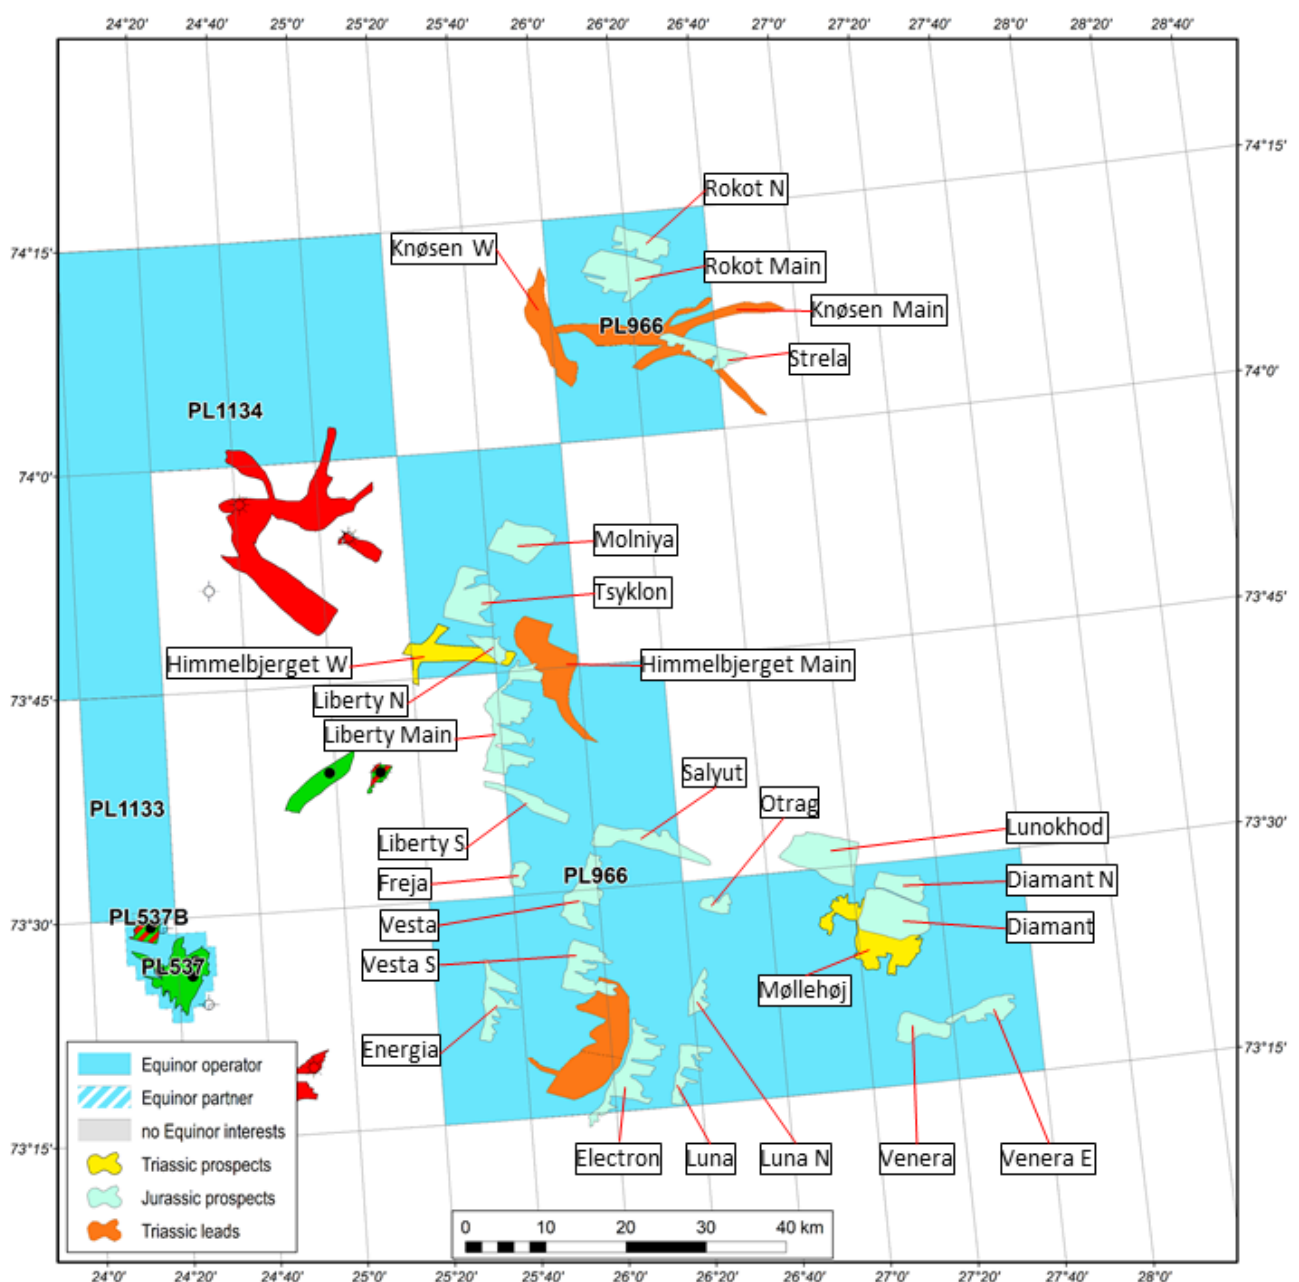 24°20' 24°40' 25°0' 25°20' 25°40' 26°0' 26°20' 26°40' 27°0' 27°20' 27°40' 28°0' 28°20' 28°40'
74°15'
Rokot N
Knøsen W
74°15'
Rokot Main
Knøsen Main
PL966
Strela
74°0'
PL1134
74°0'
Molniya
Tsyklon
73°45'
Himmelbjerget W
Himmelbjerget Main
Liberty N
73°45'
Liberty Main
Salyut
Otrag
PL1133
73°30'
Lunokhod
Liberty S
Freja
PL966
Diamant N
PL537B
Vesta
Diamant
73°30'
Vesta S
PL537
Møllehøj
Energia
73°15'
Equinor operator
Equinor partner
no Equinor interests
Triassic prospects
Jurassic prospects
Triassic leads
73°15'
Electron
Luna
Luna N
Venera
Venera E
0 10 20 30 40 km
24°0' 24°20' 24°40' 25°0' 25°20' 25°40' 26°0' 26°20' 26°40' 27°0' 27°20' 27°40' 28°0'